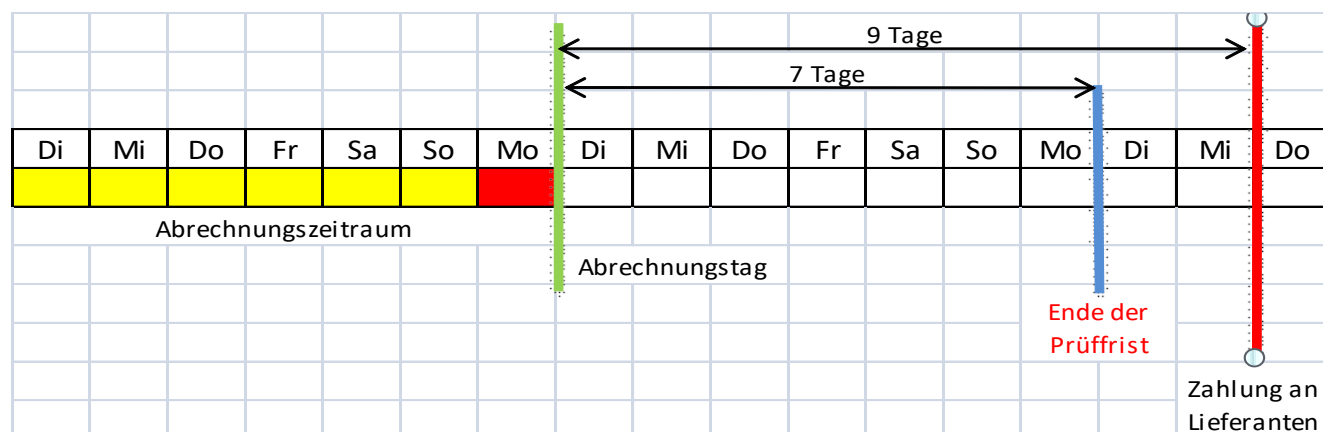 9 Tage
7 Tage
Di Mi Do Fr Sa So Mo Di Mi Do Fr Sa So Mo Di Mi Do
Abrechnungszeitraum
Abrechnungstag
Ende der
Prüffrist
Zahlung an
Lieferanten